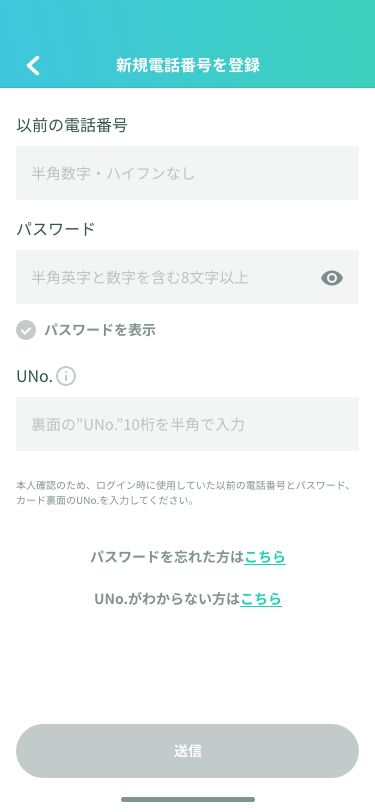 新規電話番号を登録
以前の電話番号
半角数字・ハイフンなし
パスワード
半角英字と数字を含む8文字以上
パスワードを表示
UNo.
裏面の”UNo.”10桁を半角で入力
本人確認のため、ログイン時に使用していた以前の電話番号とパスワード、
カード裏面のUNo.を入力してください。
パスワードを忘れた方はこちら
UNo.がわからない方はこちら
送信